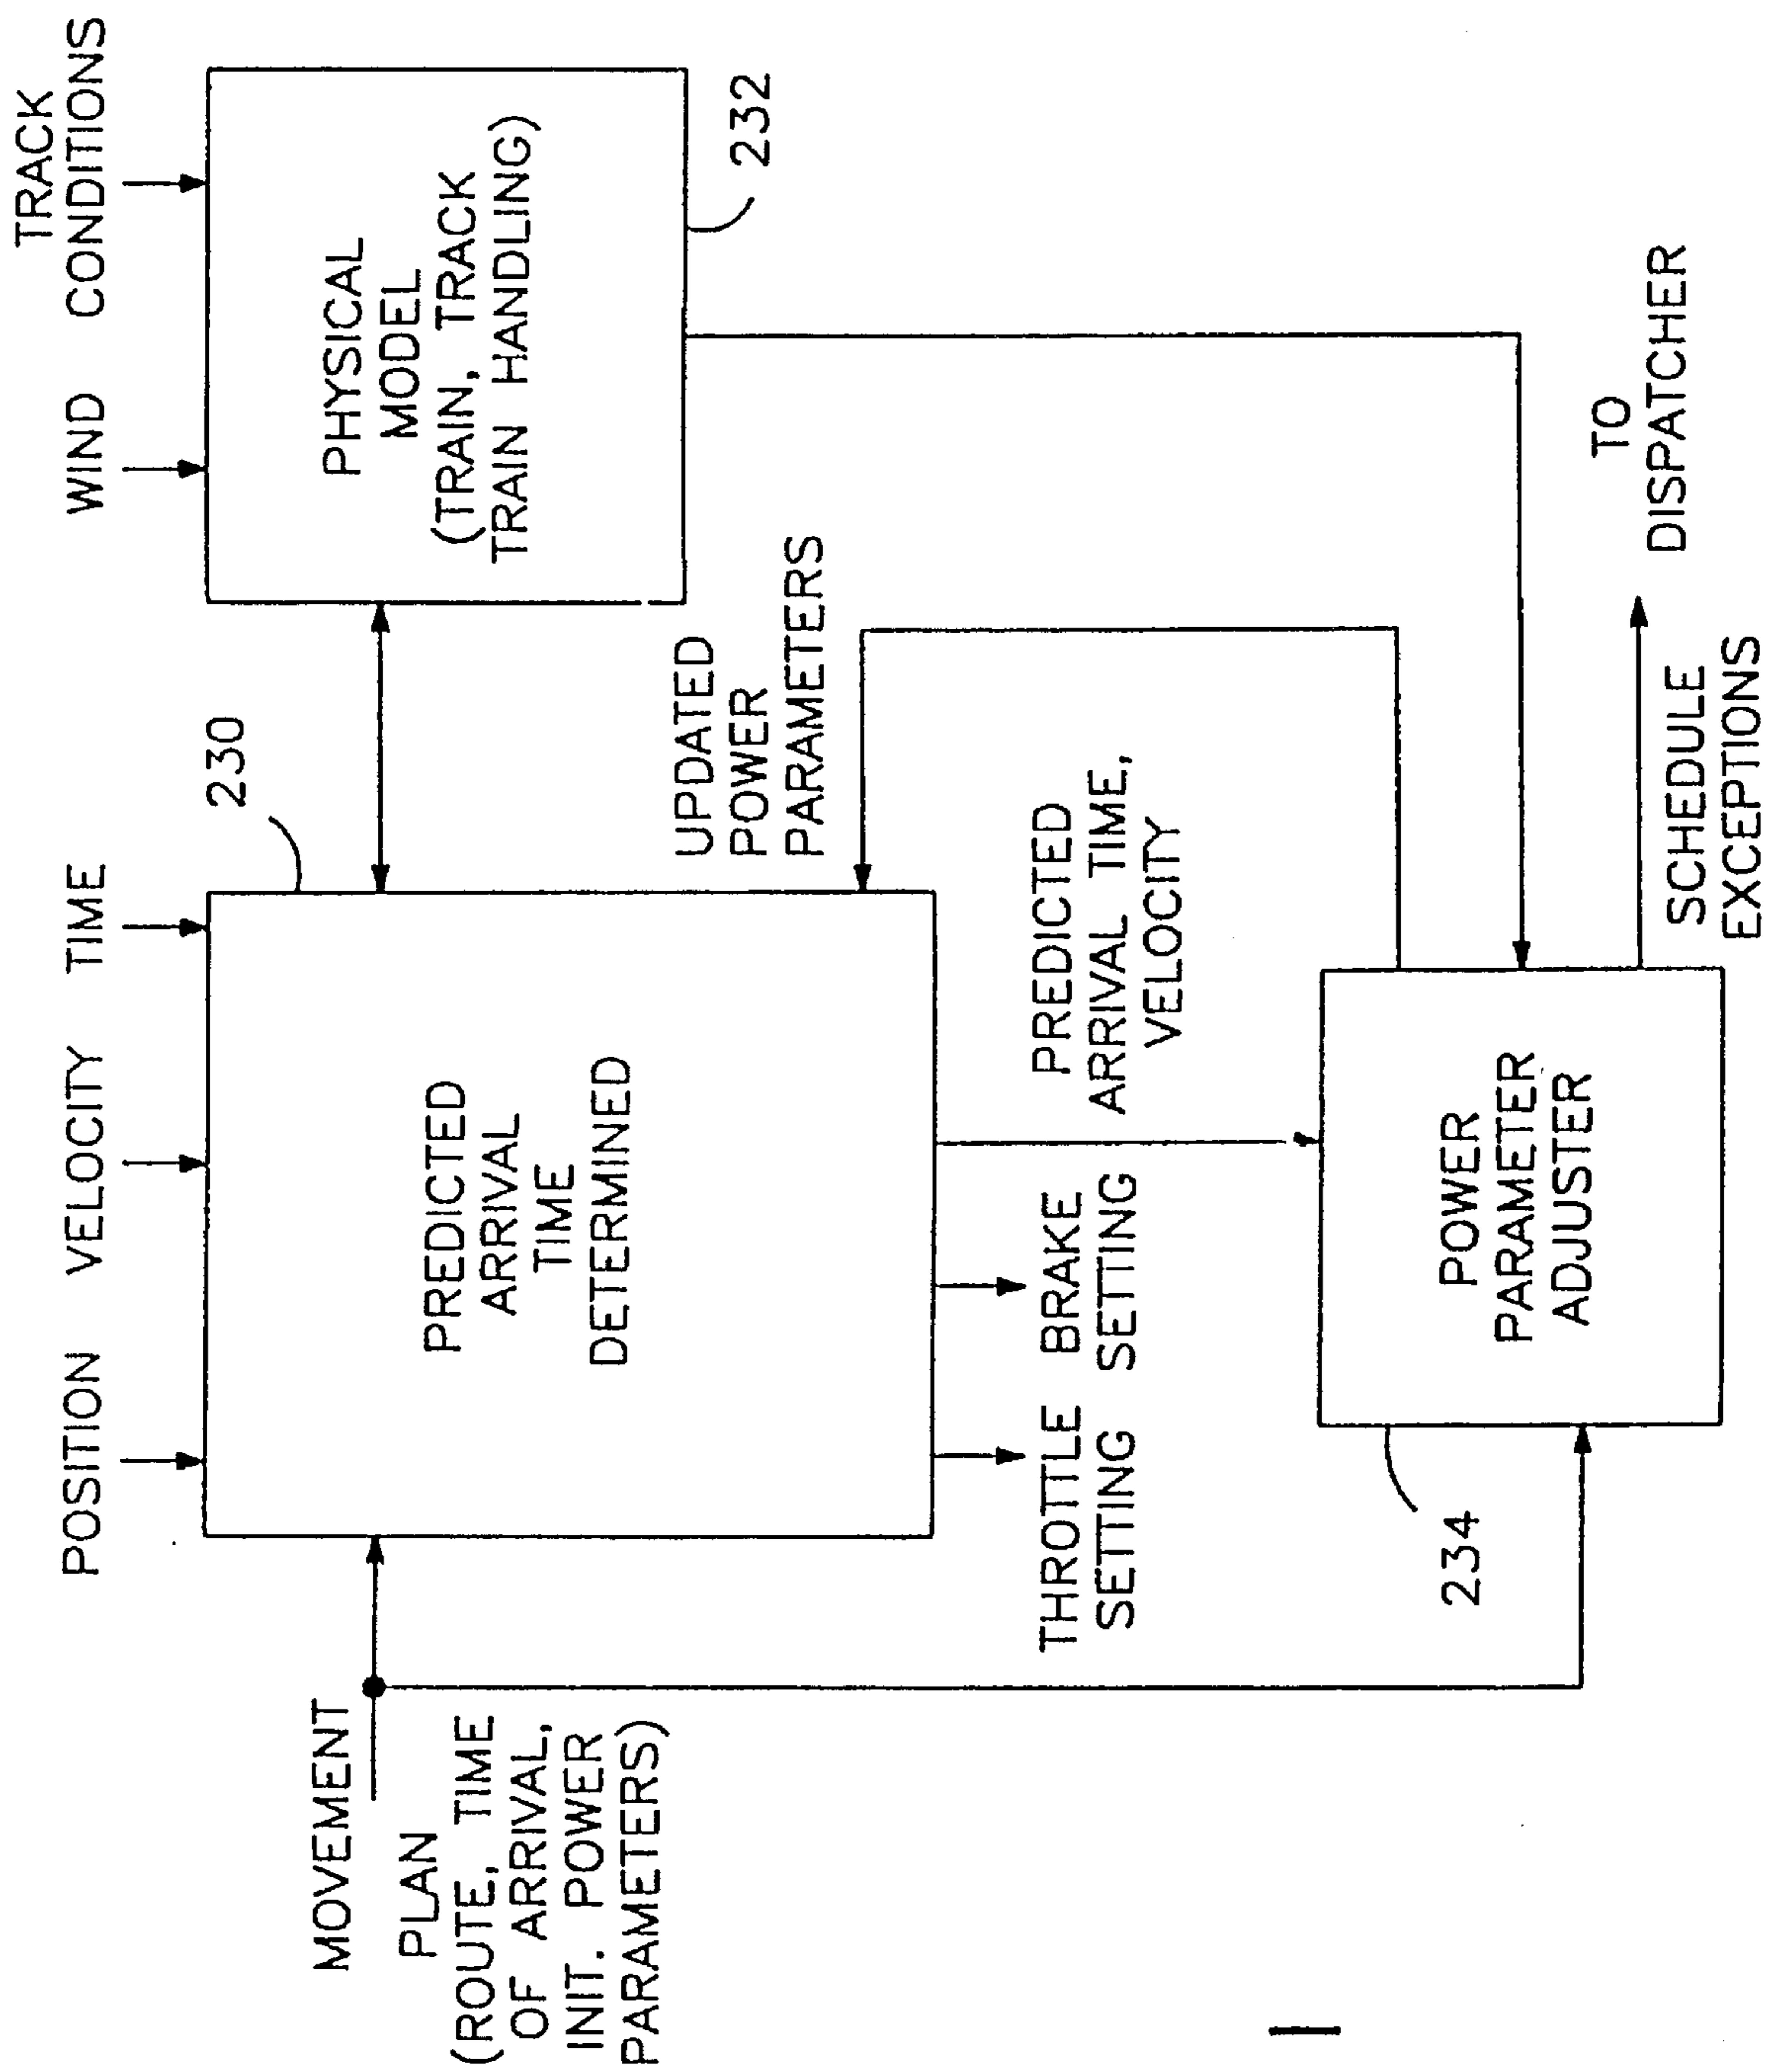 TRACK
WIND CONDITIONS
POSITION VELOCITY TIME
230
MOVEMENT
PLAN
(ROUTE, TIME
OF ARRIVAL,
INIT. POWER
PARAMETERS)
PREDICTED
ARRIVAL
TIME
DETERMINED
PHYSICAL
MODEL
(TRAIN, TRACK
TRAIN HANDLING)
232
UPDATED
POWER
PARAMETERS
THROTTLE BRAKE
SETTING SETTING
PREDICTED
ARRIVAL TIME,
VELOCITY
234
POWER
PARAMETER
ADJUSTER
TO
DISPATCHER
SCHEDULE
EXCEPTIONS